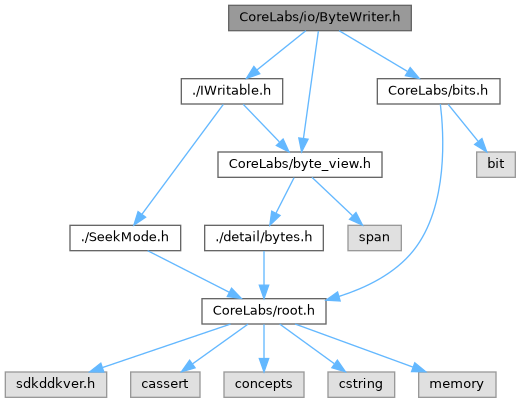 CoreLabs/io/ByteWriter.h
./IWritable.h
CoreLabs/bits.h
CoreLabs/byte_view.h
bit
./SeekMode.h
./detail/bytes.h
span
CoreLabs/root.h
sdkddkver.h
cassert
concepts
cstring
memory